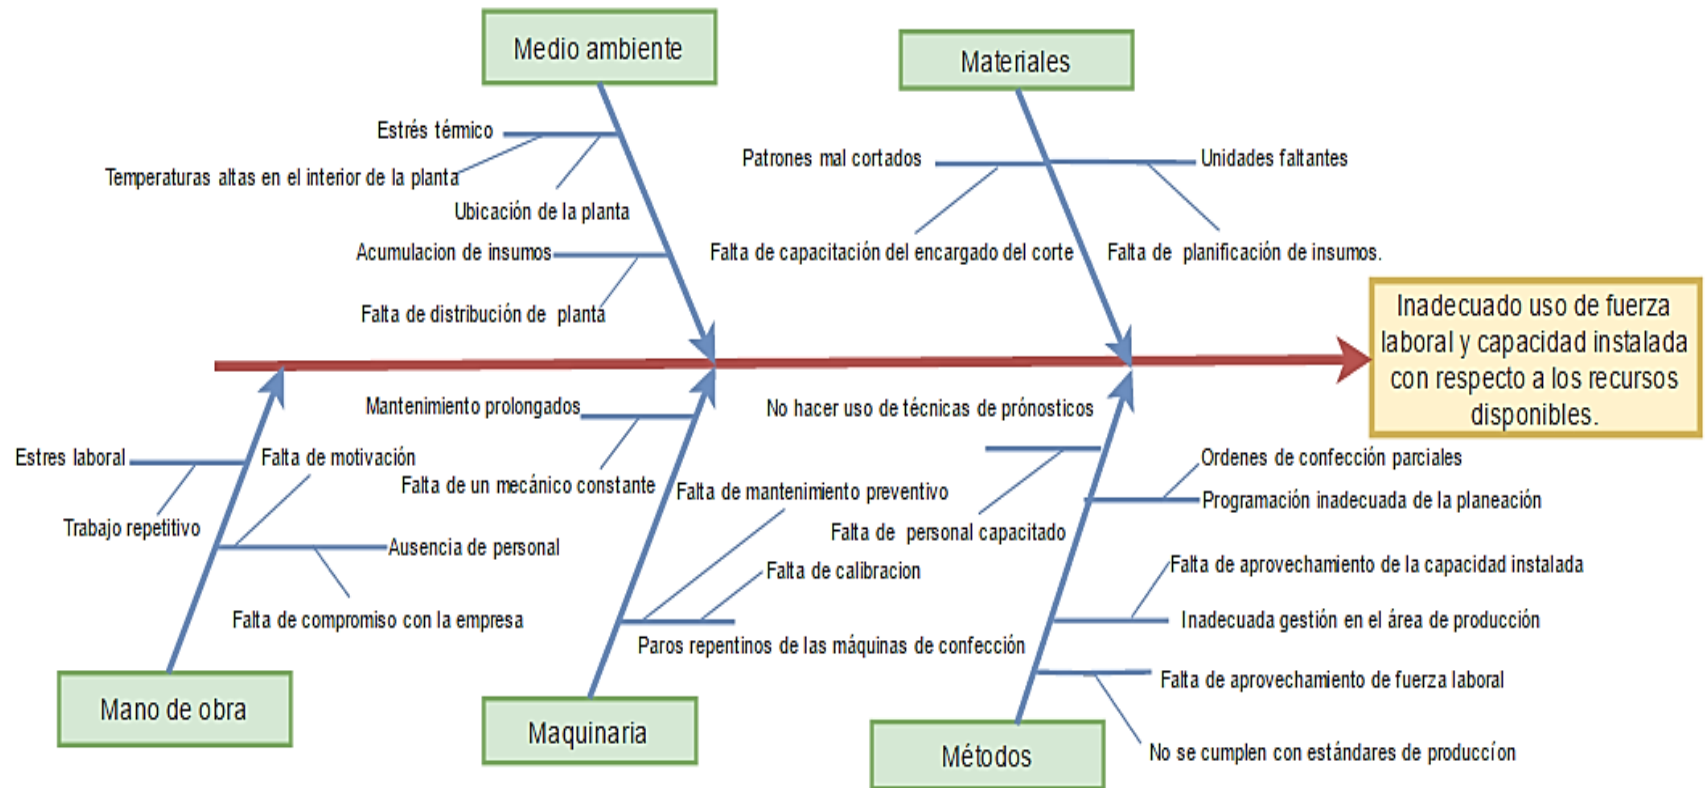 Medio ambiente
Materiales
Estrés térmico
Temperaturas altas en el interior de la planta
Ubicación de la planta
Acumulacion de insumos
Falta de distribución de planta
Patrones mal cortados
Unidades faltantes
Falta de capacitación del encargado del corte
Falta de planificación de insumos.
Inadecuado uso de fuerza
laboral y capacidad instalada
con respecto a los recursos
disponibles.
Estres laboral
Falta de motivación
Trabajo repetitivo
Ausencia de personal
Falta de compromiso con la empresa
Mano de obra
Mantenimiento prolongados
Falta de un mecánico constante
Falta de mantenimiento preventivo
Falta de calibracion
Paros repentinos de las máquinas de confección
Maquinaria
No hacer uso de técnicas de prónosticos
Falta de personal capacitado
Ordenes de confección parciales
Programación inadecuada de la planeación
Falta de aprovechamiento de la capacidad instalada
Inadecuada gestión en el área de producción
Falta de aprovechamiento de fuerza laboral
No se cumplen con estándares de produccíon
Métodos